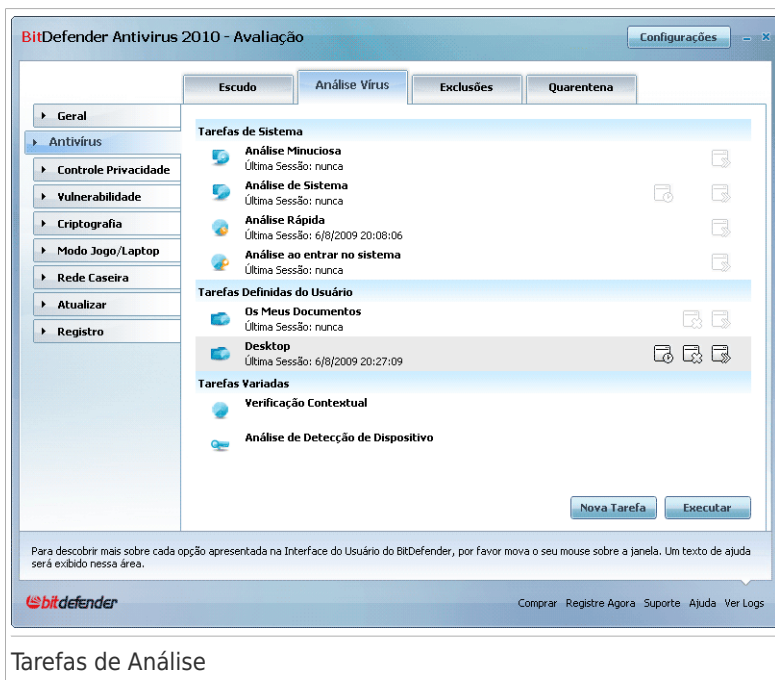 BitDefender Antivirus 2010 - Avaliação
Configurações
Escudo
Análise Vírus
Exclusões
Quarentena
Geral
Antivírus
Controle Privacidade
Vulnerabilidade
Criptografia
Modo Jogo/Laptop
Rede Caseira
Atualizar
Registro
Tarefas de Sistema
Análise Minuciosa
Última Sessão: nunca
Análise de Sistema
Última Sessão: nunca
Análise Rápida
Última Sessão: 6/8/2009 20:08:06
Análise ao entrar no sistema
Última Sessão: nunca
Tarefas Definidas do Usuário
Os Meus Documentos
Última Sessão: nunca
Desktop
Última Sessão: 6/8/2009 20:27:09
Tarefas Variadas
Verificação Contextual
Análise de Detecção de Dispositivo
Nova Tarefa
Executar
Para descobrir mais sobre cada opção apresentada na Interface do Usuário do BitDefender, por favor mova o seu mouse sobre a janela. Um texto de ajuda
será exibido nessa área.
bitdefender
Comprar Registre Agora Suporte Ajuda Ver Logs
Tarefas de Análise